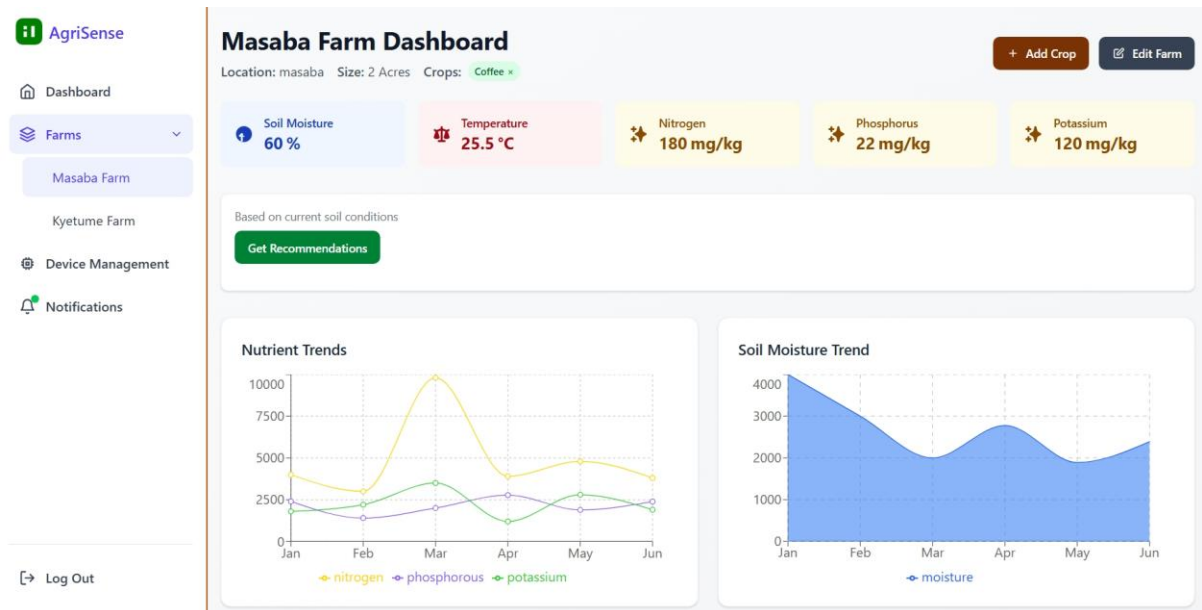 AgriSense
Dashboard
Farms
Masaba Farm
Kyetume Farm
Device Management
Notifications
Log Out
Masaba Farm Dashboard
Location: masaba Size: 2 Acres Crops: Coffee ×
+ Add Crop
Edit Farm
Soil Moisture
60 %
Temperature
25.5 °C
Nitrogen
180 mg/kg
Phosphorus
22 mg/kg
Potassium
120 mg/kg
Based on current soil conditions
Get Recommendations
Nutrient Trends
10000
7500
5000
2500
0
Jan Feb Mar Apr May Jun
nitrogen phosphorous potassium
Soil Moisture Trend
4000
3000
2000
1000
0
Jan Feb Mar Apr May Jun
moisture